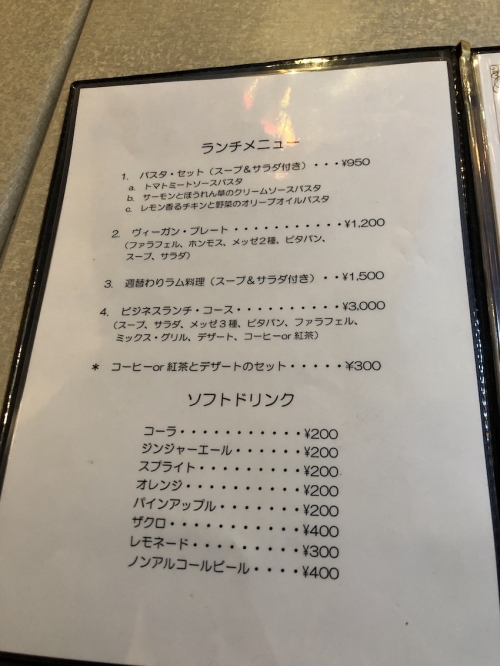 ランチメニュー
1. パスタ・セット（スープ＆サラダ付き）・・・¥950
a. トマトミートソースパスタ
b. サーモンとほうれん草のクリームソースパスタ
c. レモン香るチキンと野菜のオリーブオイルパスタ
2. ヴィーガン・プレート・・・・・・・・・・・¥1,200
（ファラフェル、ホンモス、メッゼ２種、ピタパン、
スープ、サラダ）
3. 週替わりラム料理（スープ＆サラダ付き）・・¥1,500
4. ビジネスランチ・コース・・・・・・・・・・¥3,000
（スープ、サラダ、メッゼ３種、ピタパン、ファラフェル、
ミックス・グリル、デザート、コーヒーor 紅茶）
* コーヒーor 紅茶とデザートのセット・・・・・¥300
ソフトドリンク
コーラ・・・・・・・・・・・¥200
ジンジャーエール・・・・・・¥200
スプライト・・・・・・・・・¥200
オレンジ・・・・・・・・・・¥200
パインアップル・・・・・・・¥200
ザクロ・・・・・・・・・・・¥400
レモネード・・・・・・・・・¥300
ノンアルコールビール・・・・¥400